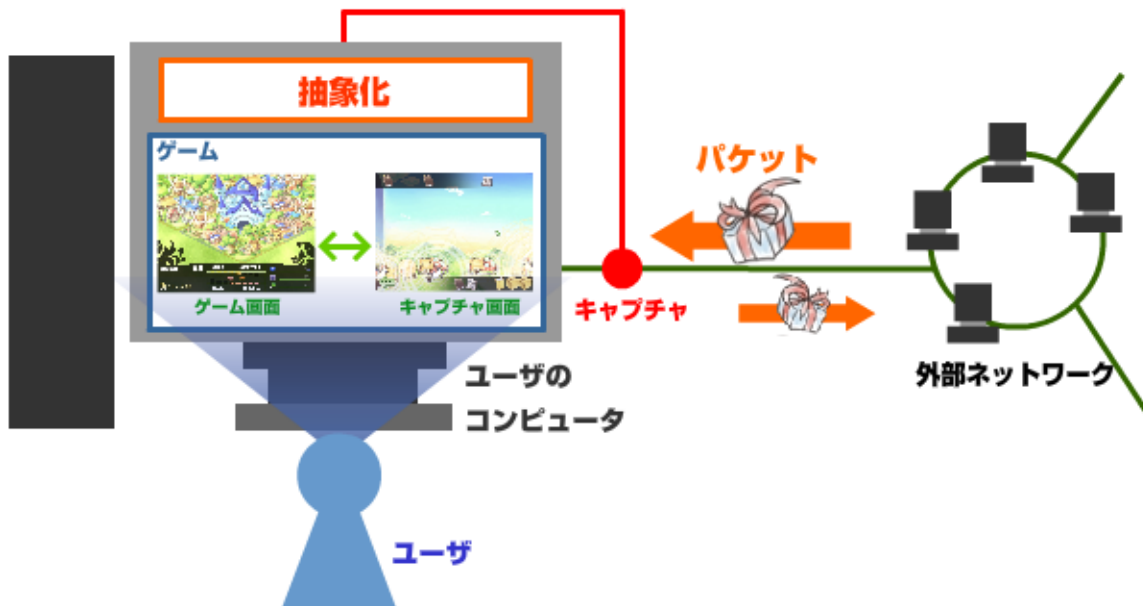 抽象化
ゲーム
ゲーム画面
キャプチャ画面
パケット
キャプチャ
外部ネットワーク
ユーザの
コンピュータ
ユーザ